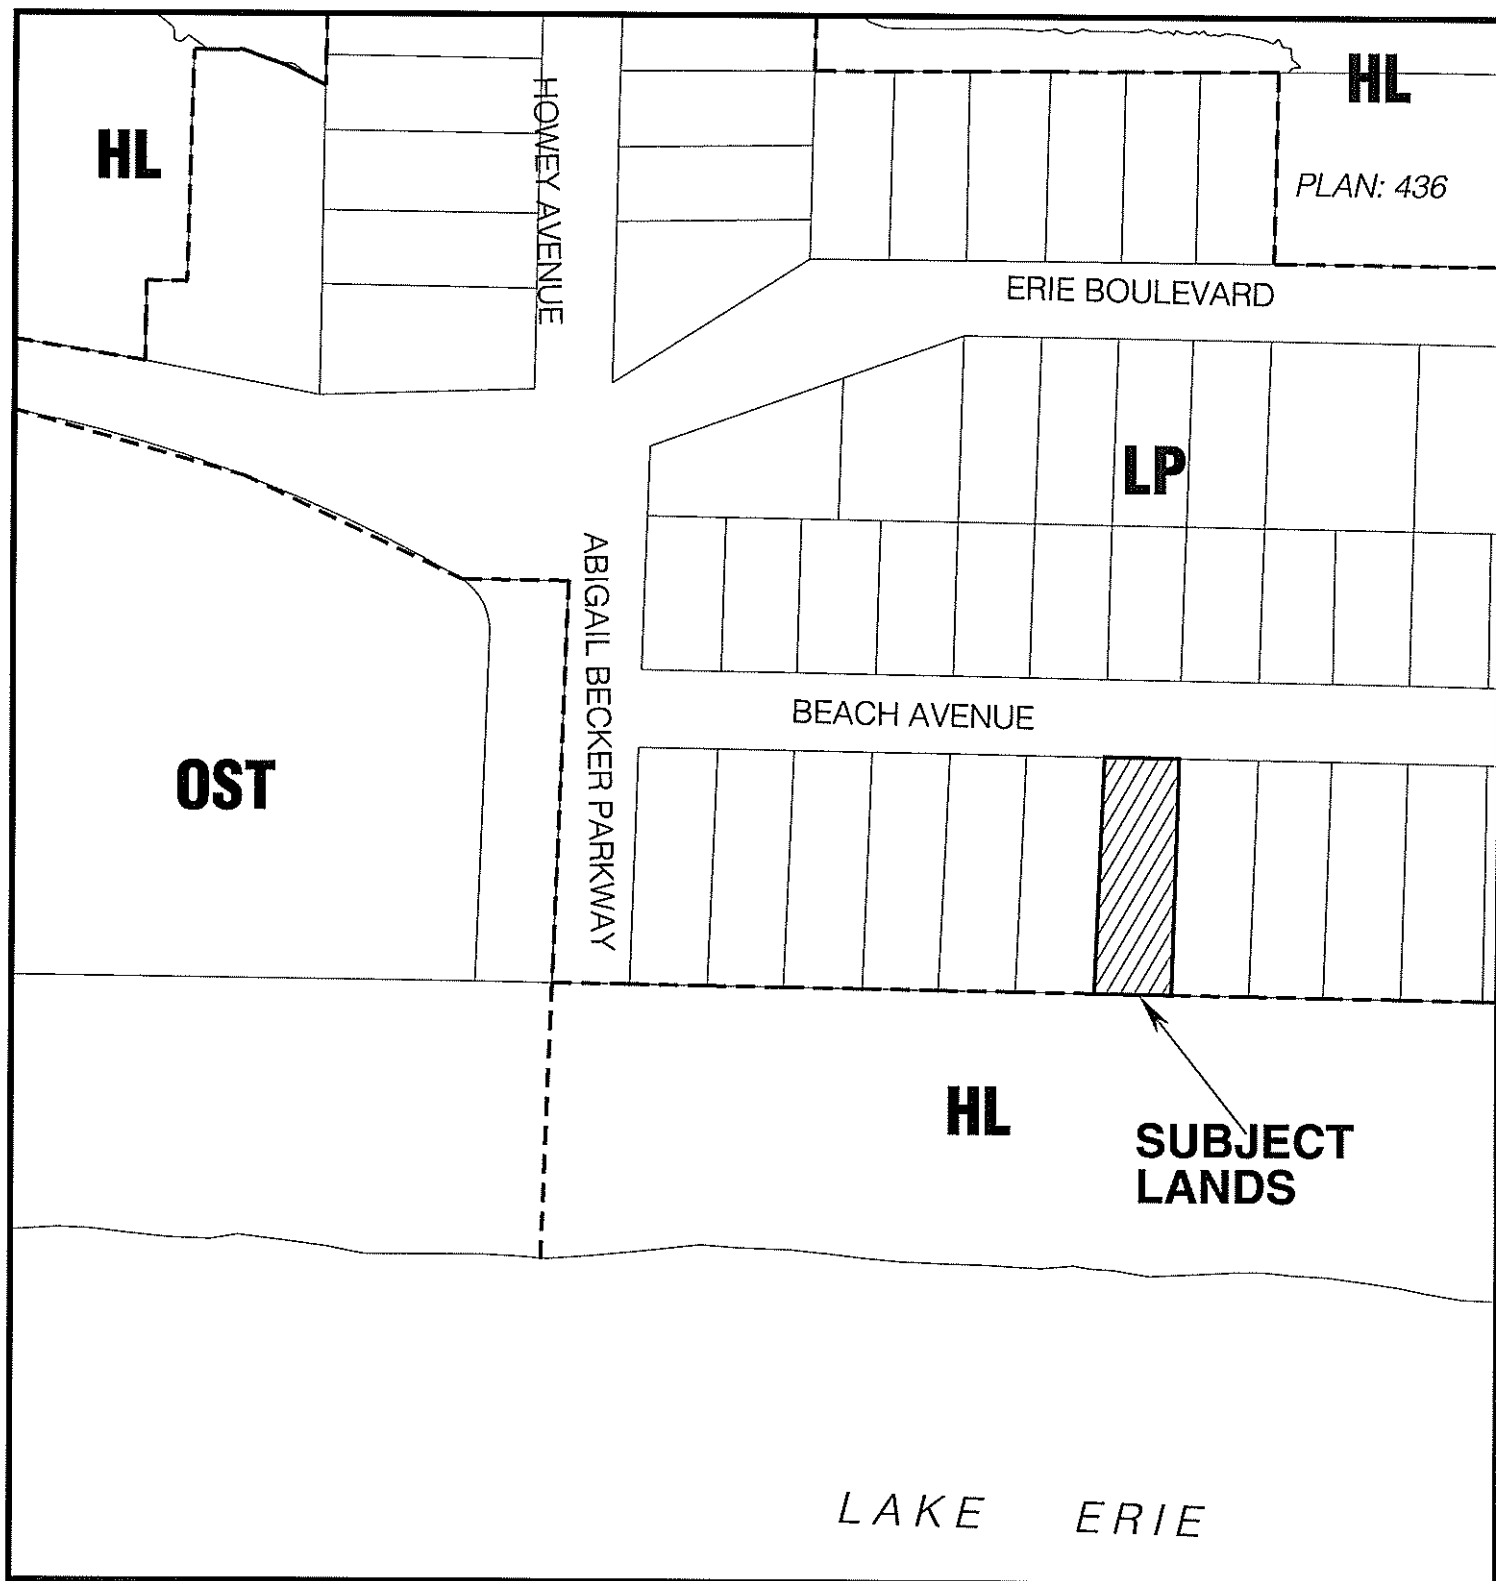 HL
HL
HOWEY AVENUE
PLAN: 436
ERIE BOULEVARD
LP
ABIGAIL BECKER PARKWAY
BEACH AVENUE
OST
HL
SUBJECT
LANDS
LAKE ERIE